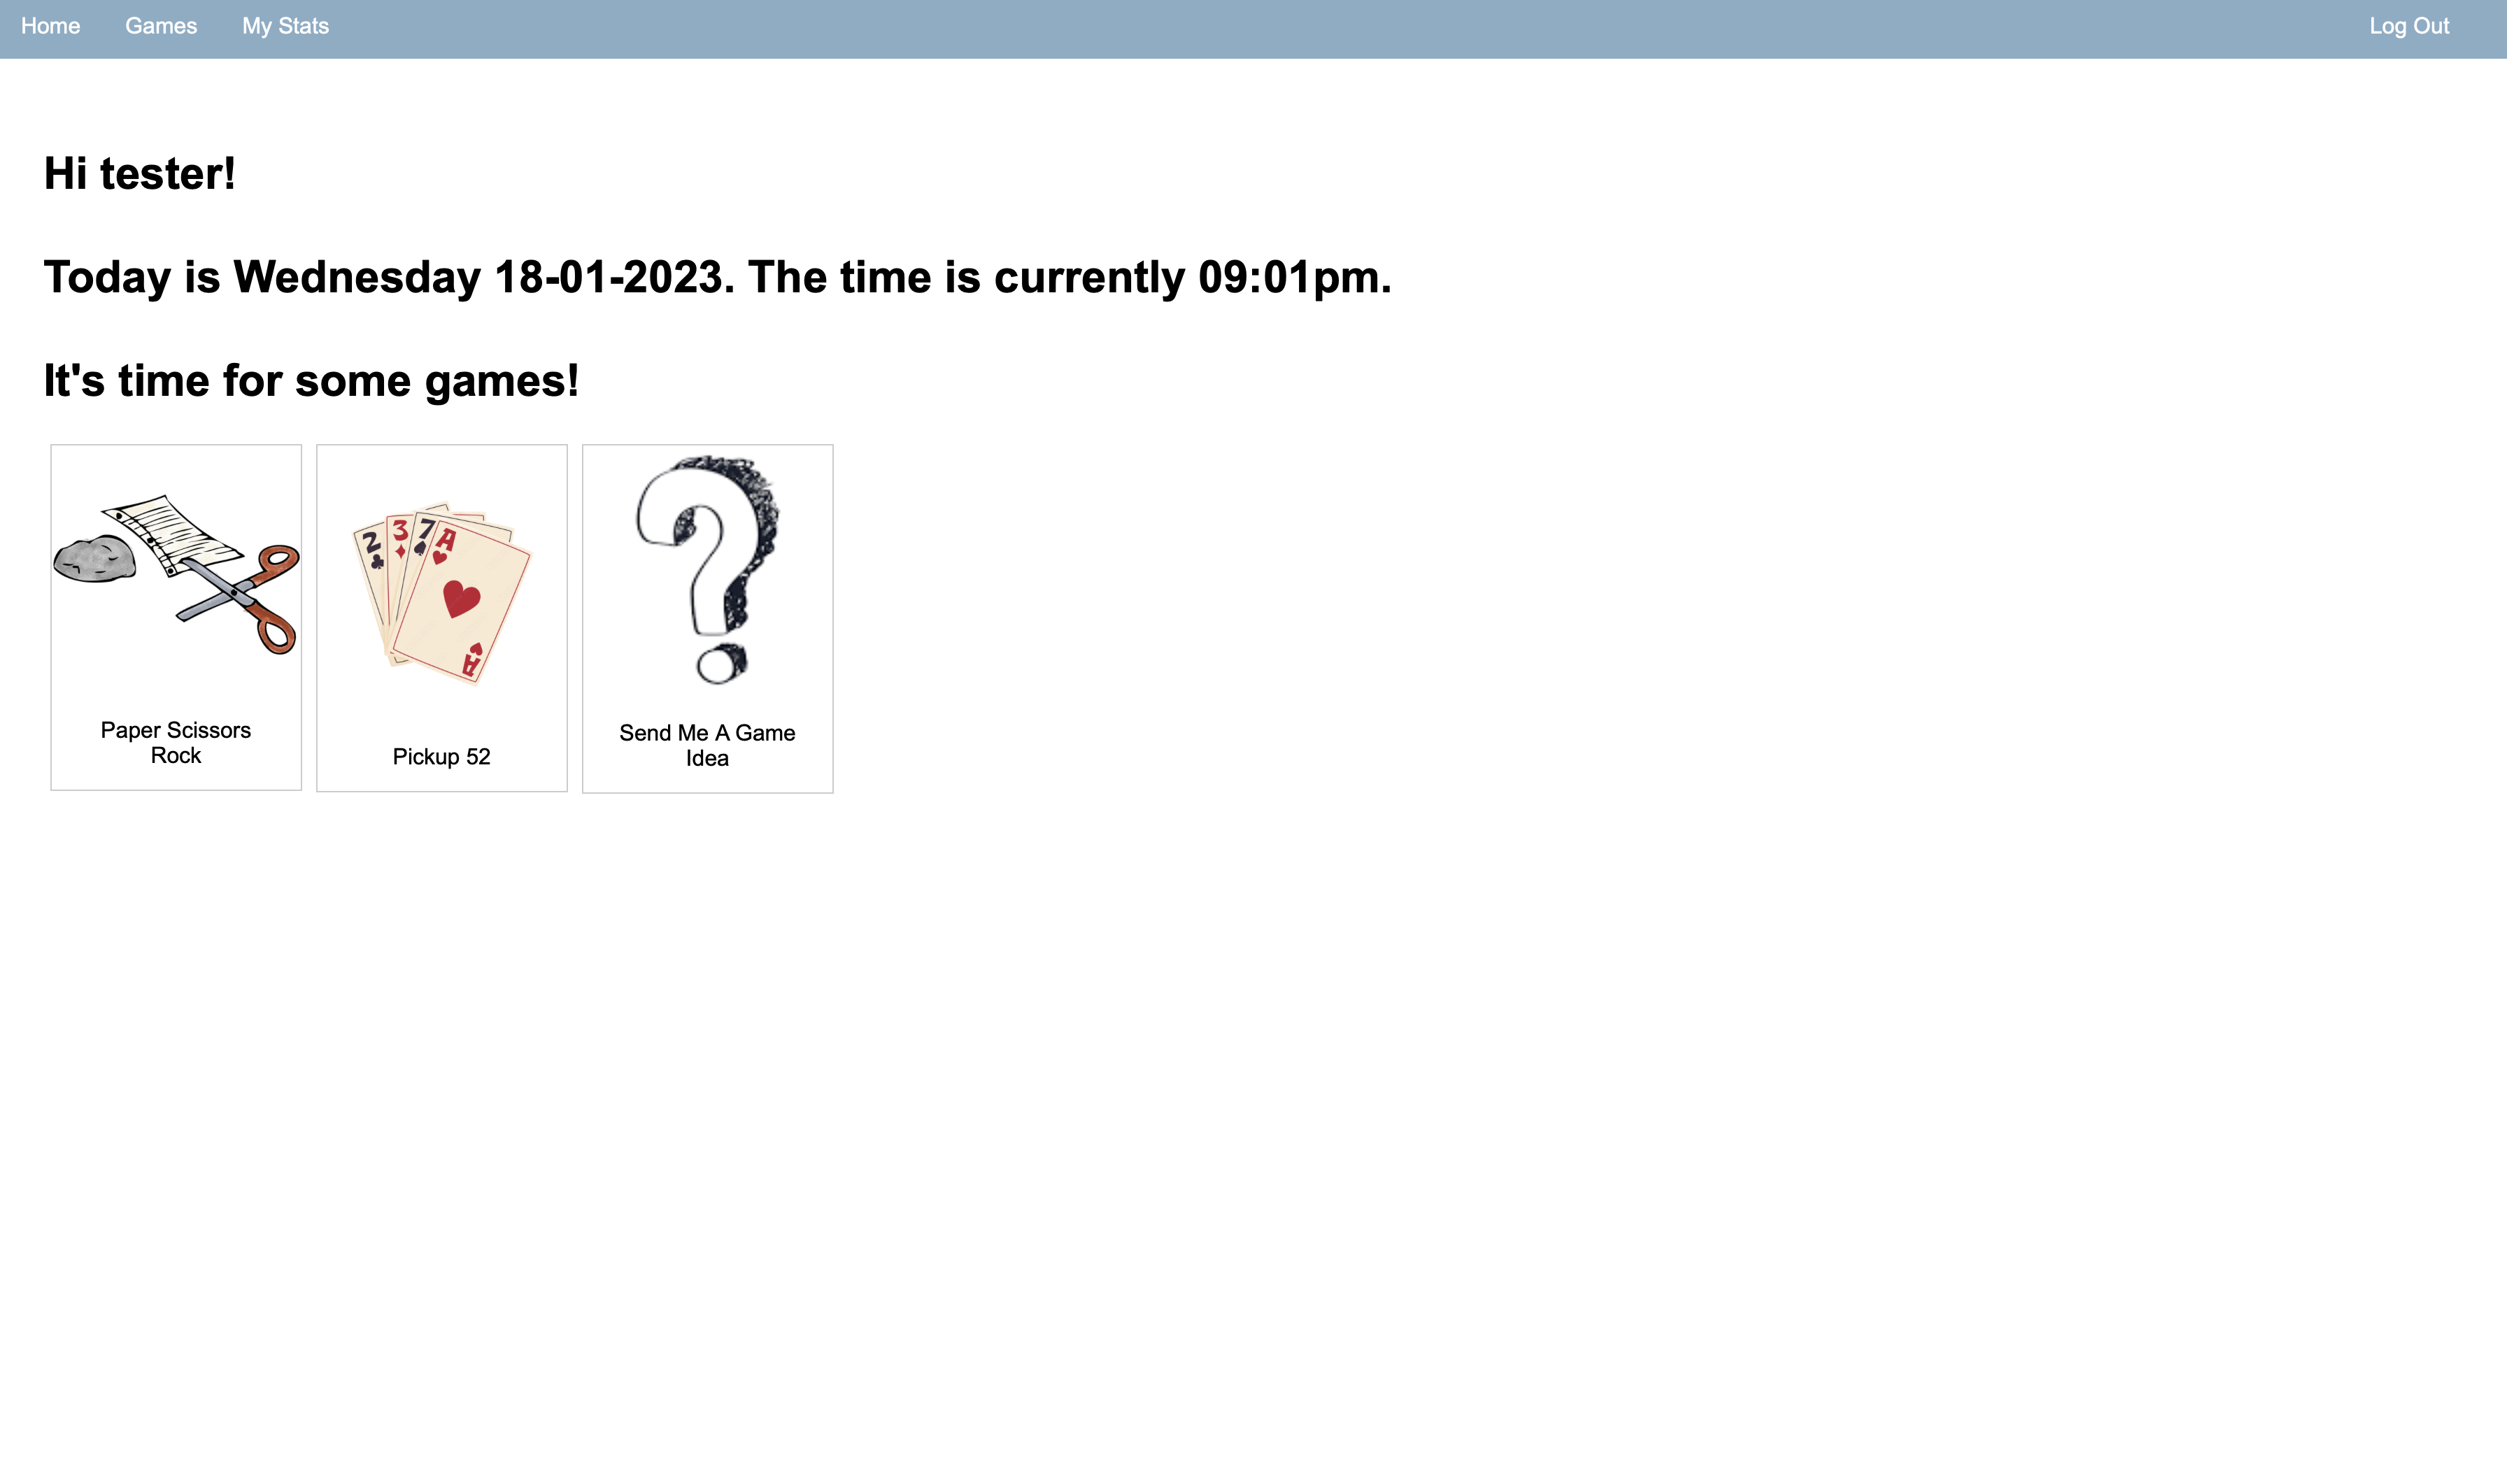 Home Games My Stats Log Out
Hi tester!
Today is Wednesday 18-01-2023. The time is currently 09:01pm.
It's time for some games!
2 3 7 A
A
Paper Scissors
Rock
Pickup 52
Send Me A Game
Idea